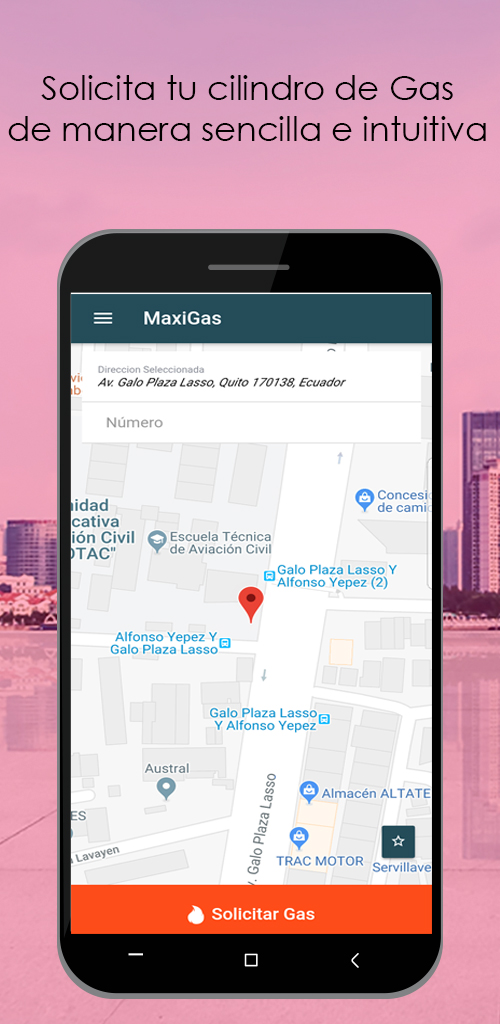 Solicita tu cilindro de Gas
de manera sencilla e intuitiva
MaxiGas
Direccion Seleccionada
Av. Galo Plaza Lasso, Quito 170138, Ecuador
Número
Concesi
de cami
nidad
cativa
ión Civil
OTAC"
Escuela Técnica
de Aviación Civil
Galo Plaza Lasso Y
Alfonso Yepez (2)
Alfonso Yepez Y
Galo Plaza Lasso
Galo Plaza Lasso
Y Alfonso Yepez
Austral
Almacén ALTATE
Av. Galo Plaza Lasso
ES
Lavayen
TRAC MOTOR
Servillave
Solicitar Gas